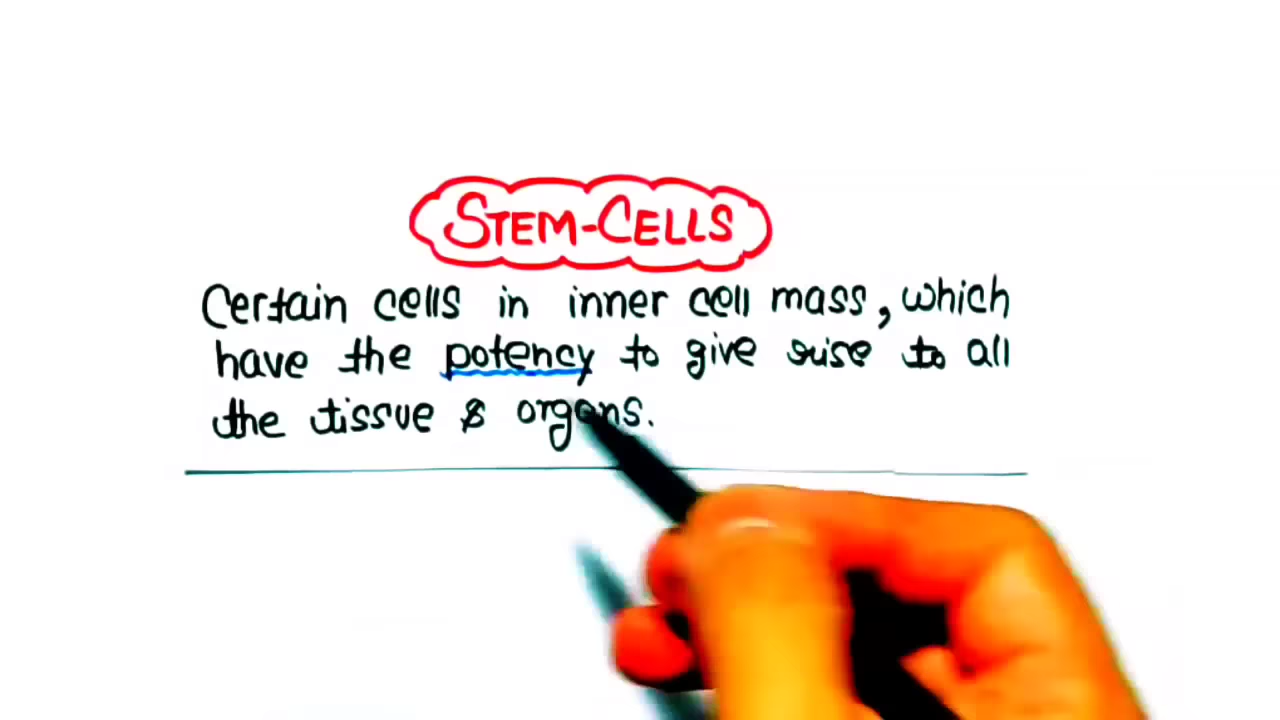 STEM-CELLS
Certain cells in inner cell mass, which
have the potency to give rise to all
the tissue & organs.